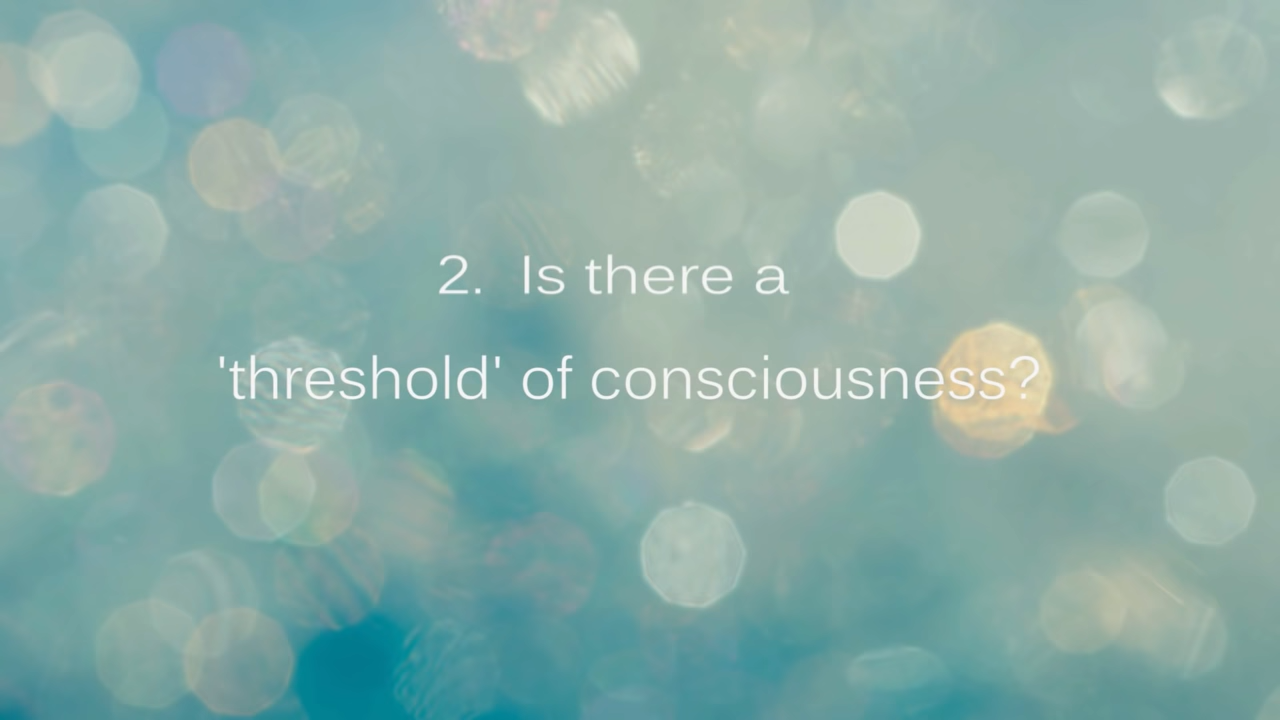 2. Is there a
'threshold' of consciousness?